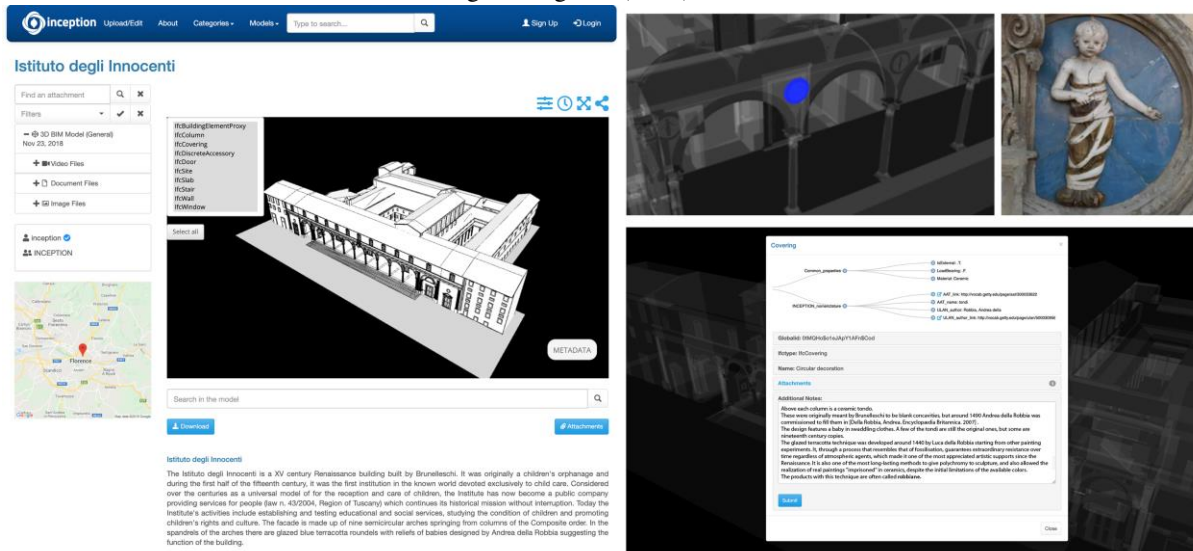 inception Upload/Edit About Categories Models Type to search... Sign Up Login
Istituto degli Innocenti
Find an attachment
Filters
3D BIM Model (General)
Nov 23, 2018
Video Files
Document Files
Image Files
inception
INCEPTION
Florence
IfcBuildingElementProxy
IfcColumn
IfcCovering
IfcDiscreteAccessory
IfcDoor
IfcSite
IfcSlab
IfcStair
IfcWall
IfcWindow
Select all
METADATA
Search in the model
Download
Attachments
Istituto degli Innocenti
The Istituto degli Innocenti is a XV century Renaissance building built by Brunelleschi. It was originally a children's orphanage and
during the first half of the fifteenth century, it was the first institution in the known world devoted exclusively to child care. Considered
over the centuries as a universal model of for the reception and care of children, the Institute has now become a public company
providing services for people (law n. 43/2004, Region of Tuscany) which continues its historical mission without interruption. Today the
Institute's activities include establishing and testing educational and social services, studying the condition of children and promoting
children's rights and culture. The facade is made up of nine semicircular arches springing from columns of the Composite order. In the
spandrels of the arches there are glazed blue terracotta roundels with reliefs of babies designed by Andrea della Robbia suggesting the
function of the building.
Covering
Common_properties
IsExternal: T.
LoadBearing: .F.
Material: Ceramic
INCEPTION_nomenclature
AAT_name: tondi
ULAN_author: Robbia, Andrea della
GlobalId:
Ifctype: IfcCovering
Name: Circular decoration
Attachments
Additional Notes:
Above each column is a ceramic tondo.
These were originally meant by Brunelleschi to be blank concavities, but around 1490 Andrea della Robbia was
commissioned to fill them in [Della Robbia, Andrea. Encyclopædia Britannica. 2007] .
The design features a baby in swaddling clothes. A few of the tondi are still the original ones, but some are
nineteenth century copies.
The glazed terracotta technique was developed around 1440 by Luca della Robbia starting from other painting
experiments. It, through a process that resembles that of fossilisation, guarantees extraordinary resistance over
time regardless of atmospheric agents, which made it one of the most appreciated artistic supports since the
Renaissance. It is also one of the most long-lasting methods to give polychromy to sculpture, and also allowed the
realization of real paintings "imprisoned" in ceramics, despite the initial limitations of the available colors.
The products with this technique are often called robbiane.
Submit
Close